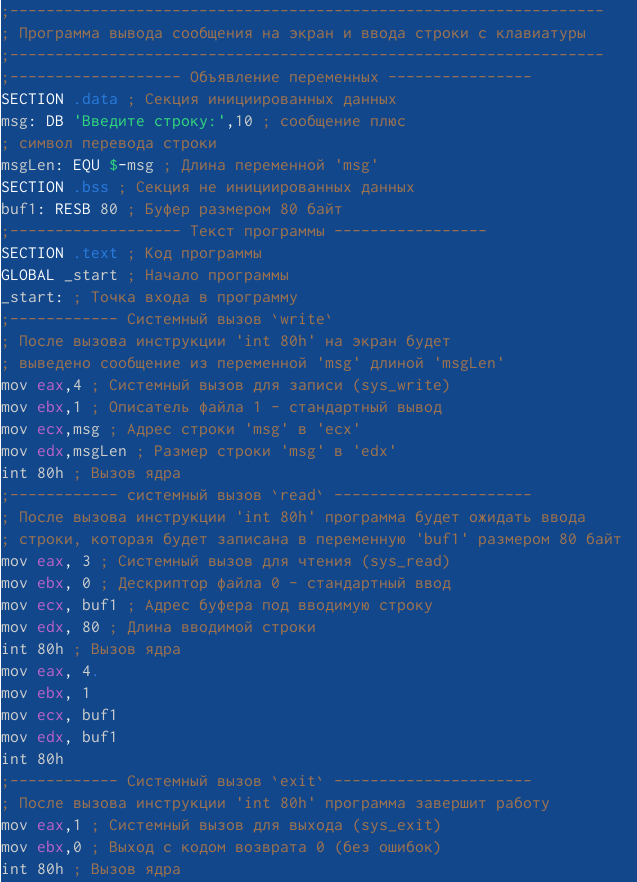 ;------------------------------------------------------------------
; Программа вывода сообщения на экран и ввода строки с клавиатуры
;------------------------------------------------------------------
;------------------- Объявление переменных ----------------
SECTION .data ; Секция инициированных данных
msg: DB 'Введите строку:',10 ; сообщение плюс
; символ перевода строки
msgLen: EQU $-msg ; Длина переменной 'msg'
SECTION .bss ; Секция не инициированных данных
buf1: RESB 80 ; Буфер размером 80 байт
;------------------- Текст программы -----------------
SECTION .text ; Код программы
GLOBAL _start ; Начало программы
_start: ; Точка входа в программу
;------------ Системный вызов `write`
; После вызова инструкции 'int 80h' на экран будет
; выведено сообщение из переменной 'msg' длиной 'msgLen'
mov eax,4 ; Системный вызов для записи (sys_write)
mov ebx,1 ; Описатель файла 1 - стандартный вывод
mov ecx,msg ; Адрес строки 'msg' в 'ecx'
mov edx,msgLen ; Размер строки 'msg' в 'edx'
int 80h ; Вызов ядра
;------------ системный вызов `read` ----------------------
; После вызова инструкции 'int 80h' программа будет ожидать ввода
; строки, которая будет записана в переменную 'buf1' размером 80 байт
mov eax, 3 ; Системный вызов для чтения (sys_read)
mov ebx, 0 ; Дескриптор файла 0 - стандартный ввод
mov ecx, buf1 ; Адрес буфера под вводимую строку
mov edx, 80 ; Длина вводимой строки
int 80h ; Вызов ядра
mov eax, 4.
mov ebx, 1
mov ecx, buf1
mov edx, buf1
int 80h
;------------ Системный вызов `exit` ----------------------
; После вызова инструкции 'int 80h' программа завершит работу
mov eax,1 ; Системный вызов для выхода (sys_exit)
mov ebx,0 ; Выход с кодом возврата 0 (без ошибок)
int 80h ; Вызов ядра